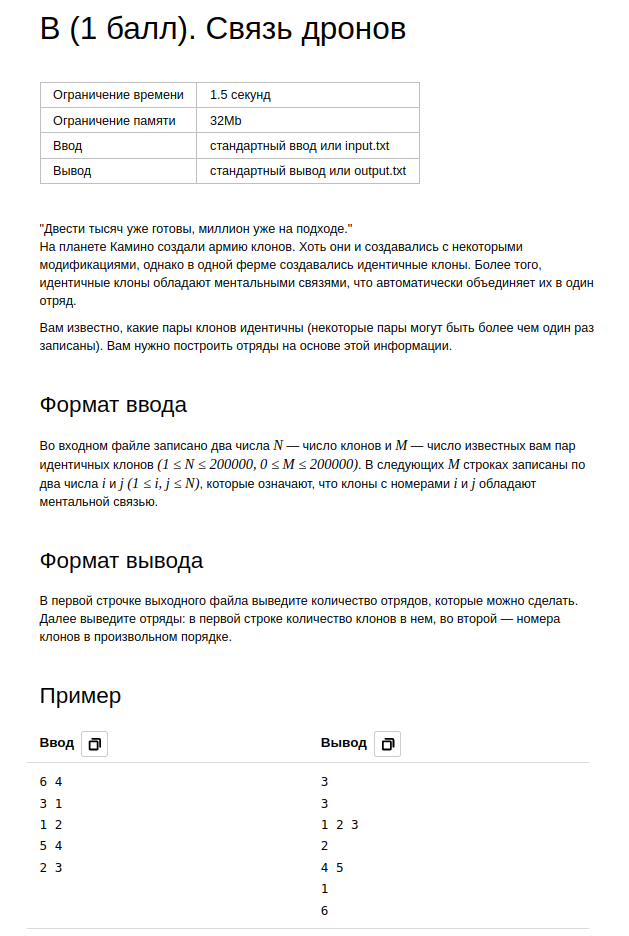 B (1 балл). Связь дронов
Ограничение времени 1.5 секунд
Ограничение памяти 32Mb
Ввод стандартный ввод или input.txt
Вывод стандартный вывод или output.txt
"Двести тысяч уже готовы, миллион уже на подходе."
На планете Камино создали армию клонов. Хоть они и создавались с некоторыми
модификациями, однако в одной ферме создавались идентичные клоны. Более того,
идентичные клоны обладают ментальными связями, что автоматически объединяет их в один
отряд.
Вам известно, какие пары клонов идентичны (некоторые пары могут быть более чем один раз
записаны). Вам нужно построить отряды на основе этой информации.
Формат ввода
Во входном файле записано два числа N — число клонов и M — число известных вам пар
идентичных клонов (1 ≤ N ≤ 200000, 0 ≤ M ≤ 200000). В следующих M строках записаны по
два числа i и j (1 ≤ i, j ≤ N), которые означают, что клоны с номерами i и j обладают
ментальной связью.
Формат вывода
В первой строчке выходного файла выведите количество отрядов, которые можно сделать.
Далее выведите отряды: в первой строке количество клонов в нем, во второй — номера
клонов в произвольном порядке.
Пример
Ввод Вывод
6 4 3
3 1 3
1 2 1 2 3
5 4 2
2 3 4 5
1
6